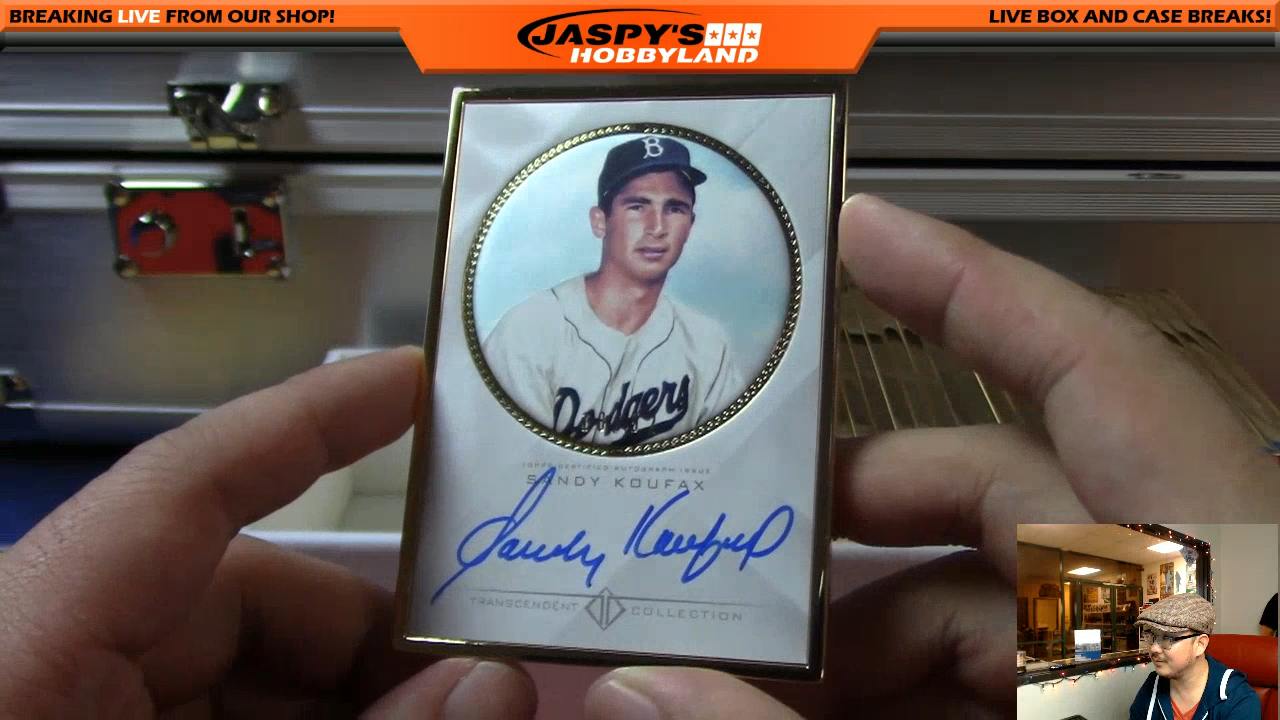 BREAKING LIVE FROM OUR SHOP!
JASPY'S
HOBBYLAND
LIVE BOX AND CASE BREAKS!
B
Dodgers
TOPPS CERTIFIED AUTOGRAPH ISSUE
SANDY KOUFAX
Sandy Koufax
TRANSCENDENT COLLECTION